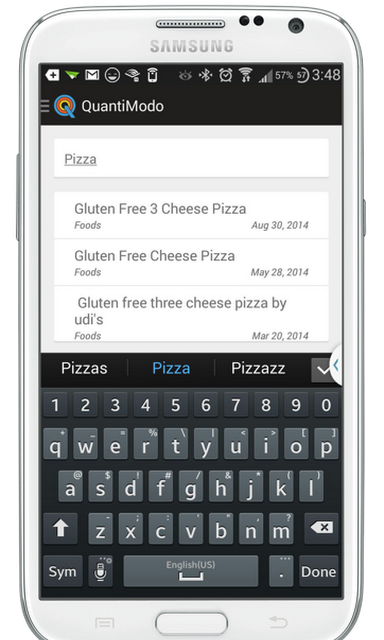 SAMSUNG
57% 57 3:48
QuantiModo
Pizza
Gluten Free 3 Cheese Pizza
Foods Aug 30, 2014
Gluten Free Cheese Pizza
Foods May 28, 2014
Gluten free three cheese pizza by
udi's
Foods Mar 20, 2014
Pizzas Pizza Pizzazz
1 2 3 4 5 6 7 8 9 0
q w e r t y u i o p
a s d f g h j k l
z x c v b n m
Sym English(US) . Done